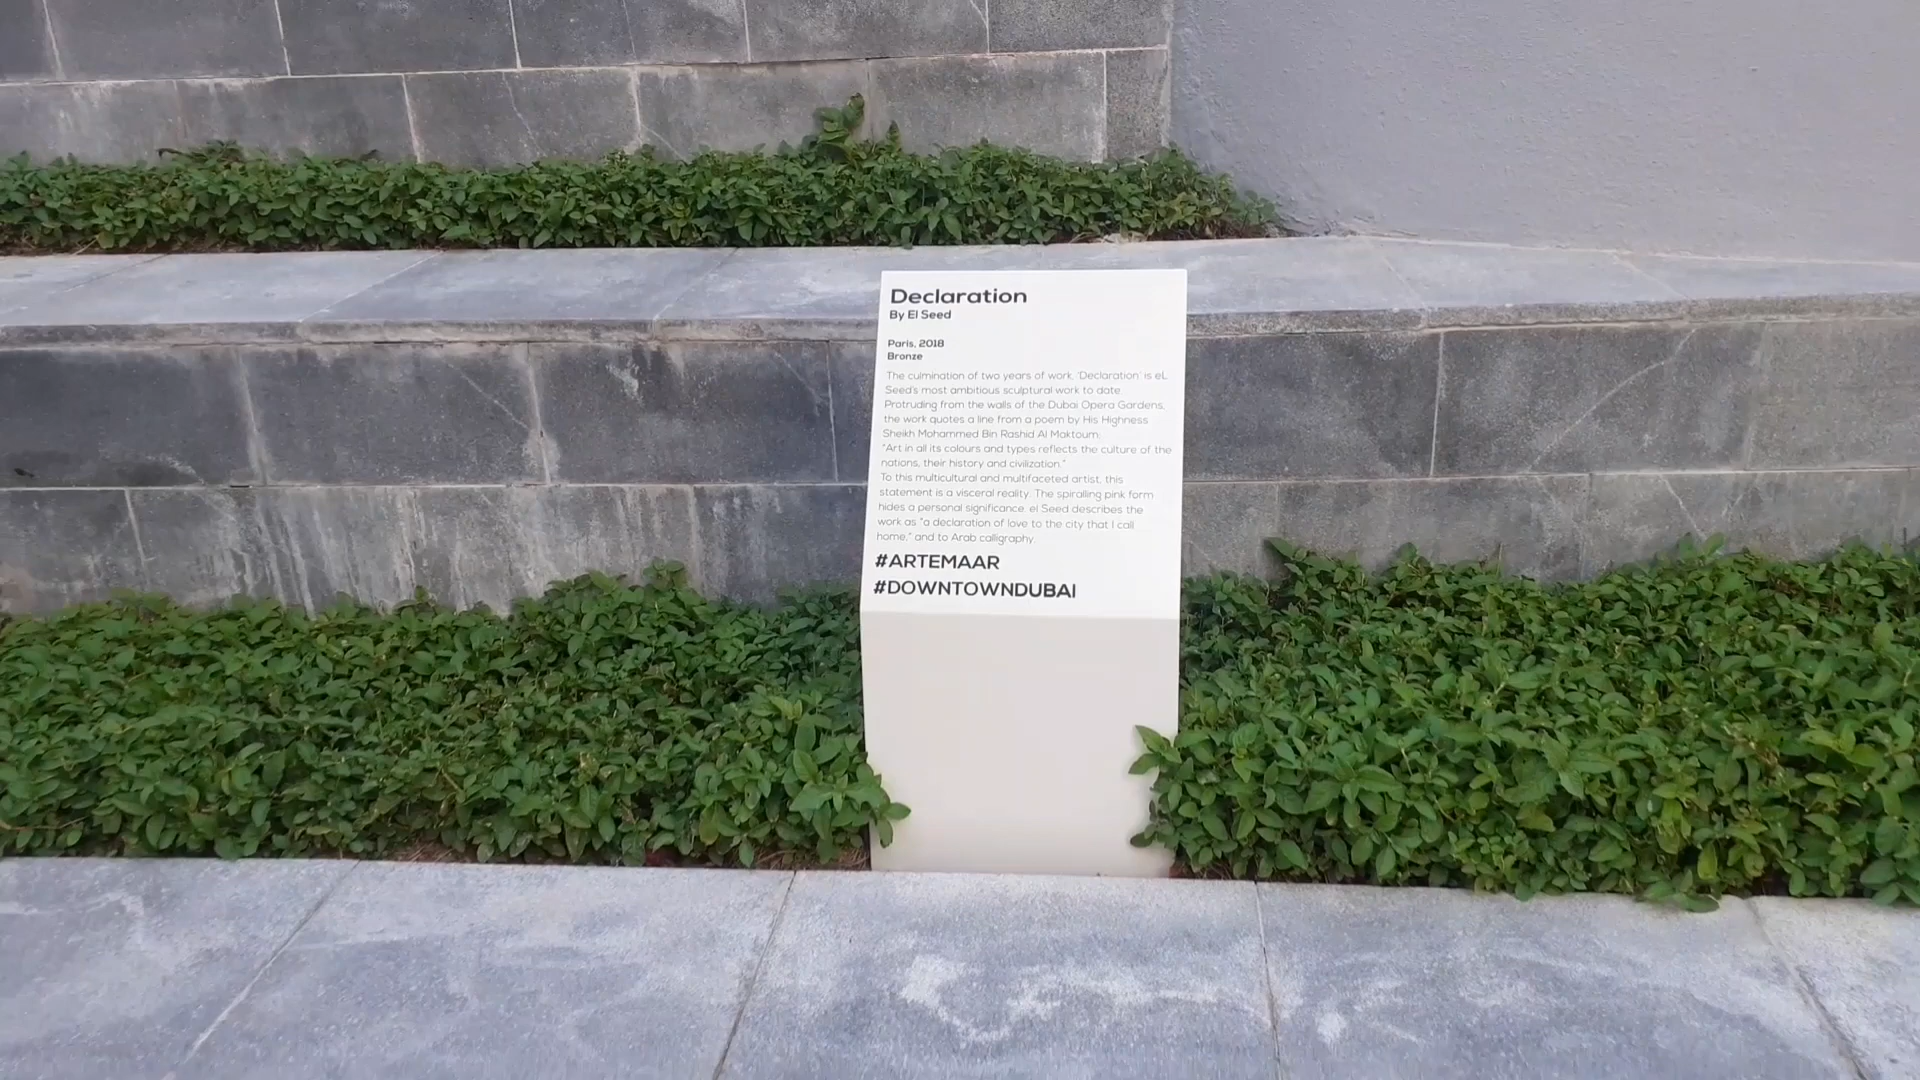 Declaration
By El Seed
Paris, 2018
Bronze
The culmination of two years of work, 'Declaration' is eL
Seed's most ambitious sculptural work to date.
Protruding from the walls of the Dubai Opera Gardens,
the work quotes a line from a poem by His Highness
Sheikh Mohammed Bin Rashid Al Maktoum:
"Art in all its colours and types reflects the culture of the
nations, their history and civilization."
To this multicultural and multifaceted artist, this
statement is a visceral reality. The spiralling pink form
hides a personal significance. el Seed describes the
work as "a declaration of love to the city that I call
home," and to Arab calligraphy.
#ARTEMAAR
#DOWNTOWNDUBAI